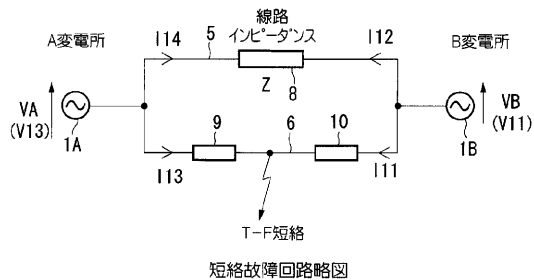 線路
インピーダンス
A変電所
I14
5
I12
B変電所
Z
8
VA
(V13)
1A
9
6
10
VB
(V11)
1B
I13
I11
T-F短絡
短絡故障回路略図